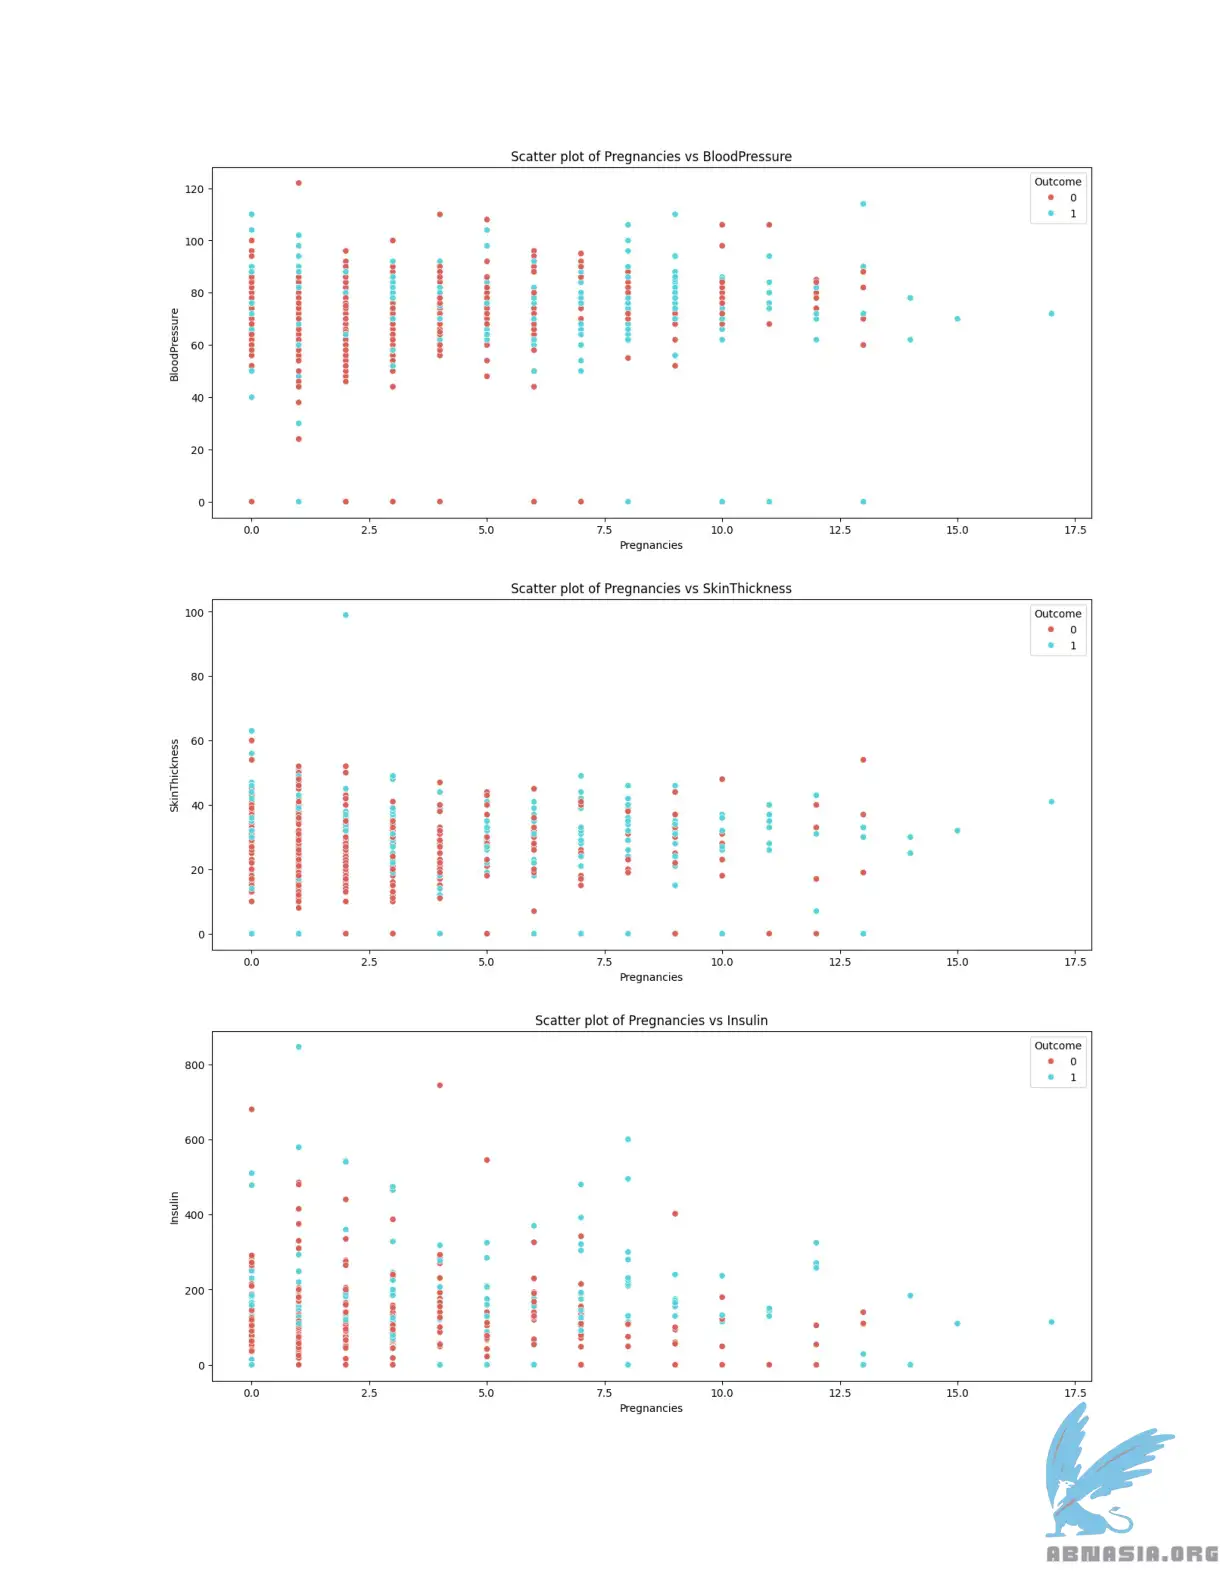 Scatter plot of Pregnancies vs BloodPressure
Outcome
0
1
120
100
80
60
40
20
0
BloodPressure
0.0 2.5 5.0 7.5 10.0 12.5 15.0 17.5
Pregnancies
Scatter plot of Pregnancies vs SkinThickness
Outcome
0
1
100
80
60
40
20
0
SkinThickness
0.0 2.5 5.0 7.5 10.0 12.5 15.0 17.5
Pregnancies
Scatter plot of Pregnancies vs Insulin
Outcome
0
1
800
600
400
200
0
Insulin
0.0 2.5 5.0 7.5 10.0 12.5 15.0 17.5
Pregnancies
ABNASIA.ORG